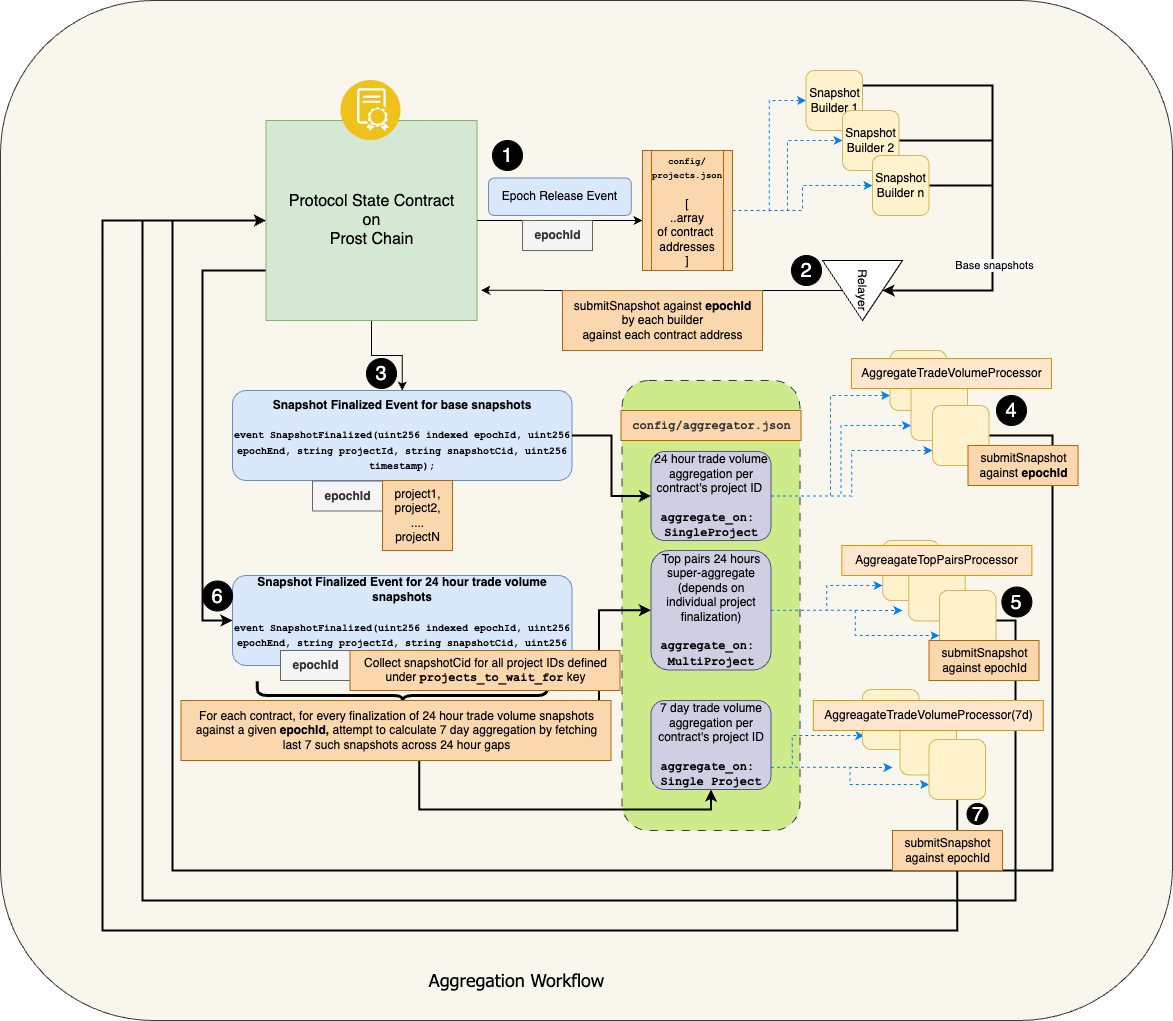 1
Epoch Release Event
epochId
Protocol State Contract
on
Prost Chain
config/
projects.json
[
..array
of contract
addresses
]
Snapshot
Builder 1
Snapshot
Builder 2
Snapshot
Builder n
Base snapshots
2
Relayer
submitSnapshot against epochId
by each builder
against each contract address
3
Snapshot Finalized Event for base snapshots
event SnapshotFinalized(uint256 indexed epochId, uint256
epochEnd, string projectId, string snapshotCid, uint256
timestamp);
epochId
project1,
project2,
....
projectN
config/aggregator.json
24 hour trade volume
aggregation per
contract's project ID
aggregate_on:
SingleProject
AggregateTradeVolumeProcessor
4
submitSnapshot
against epochId
Top pairs 24 hours
super-aggregate
(depends on
individual project
finalization)
aggregate_on:
MultiProject
AggreagateTopPairsProcessor
5
submitSnapshot
against epochId
6
Snapshot Finalized Event for 24 hour trade volume
snapshots
event SnapshotFinalized(uint256 indexed epochId, uint256
epochEnd, string projectId, string snapshotCid, uint256
epochId
Collect snapshotCid for all project IDs defined
under projects_to_wait_for key
For each contract, for every finalization of 24 hour trade volume snapshots
against a given epochId, attempt to calculate 7 day aggregation by fetching
last 7 such snapshots across 24 hour gaps
7 day trade volume
aggregation per
contract's project ID
aggregate_on:
Single Project
AggreagateTradeVolumeProcessor(7d)
7
submitSnapshot
against epochId
Aggregation Workflow